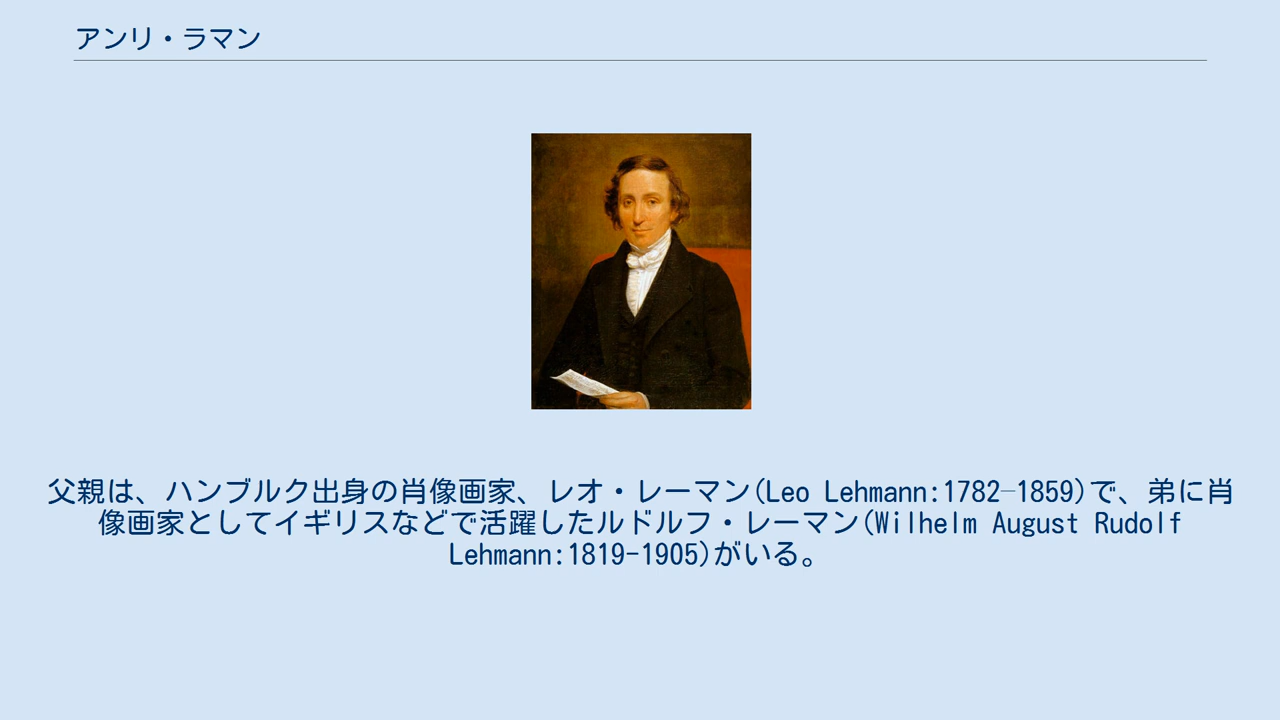 アンリ・ラマン
父親は、ハンブルク出身の肖像画家、レオ・レーマン(Leo Lehmann:1782–1859)で、弟に肖
像画家としてイギリスなどで活躍したルドルフ・レーマン(Wilhelm August Rudolf
Lehmann:1819-1905)がいる。